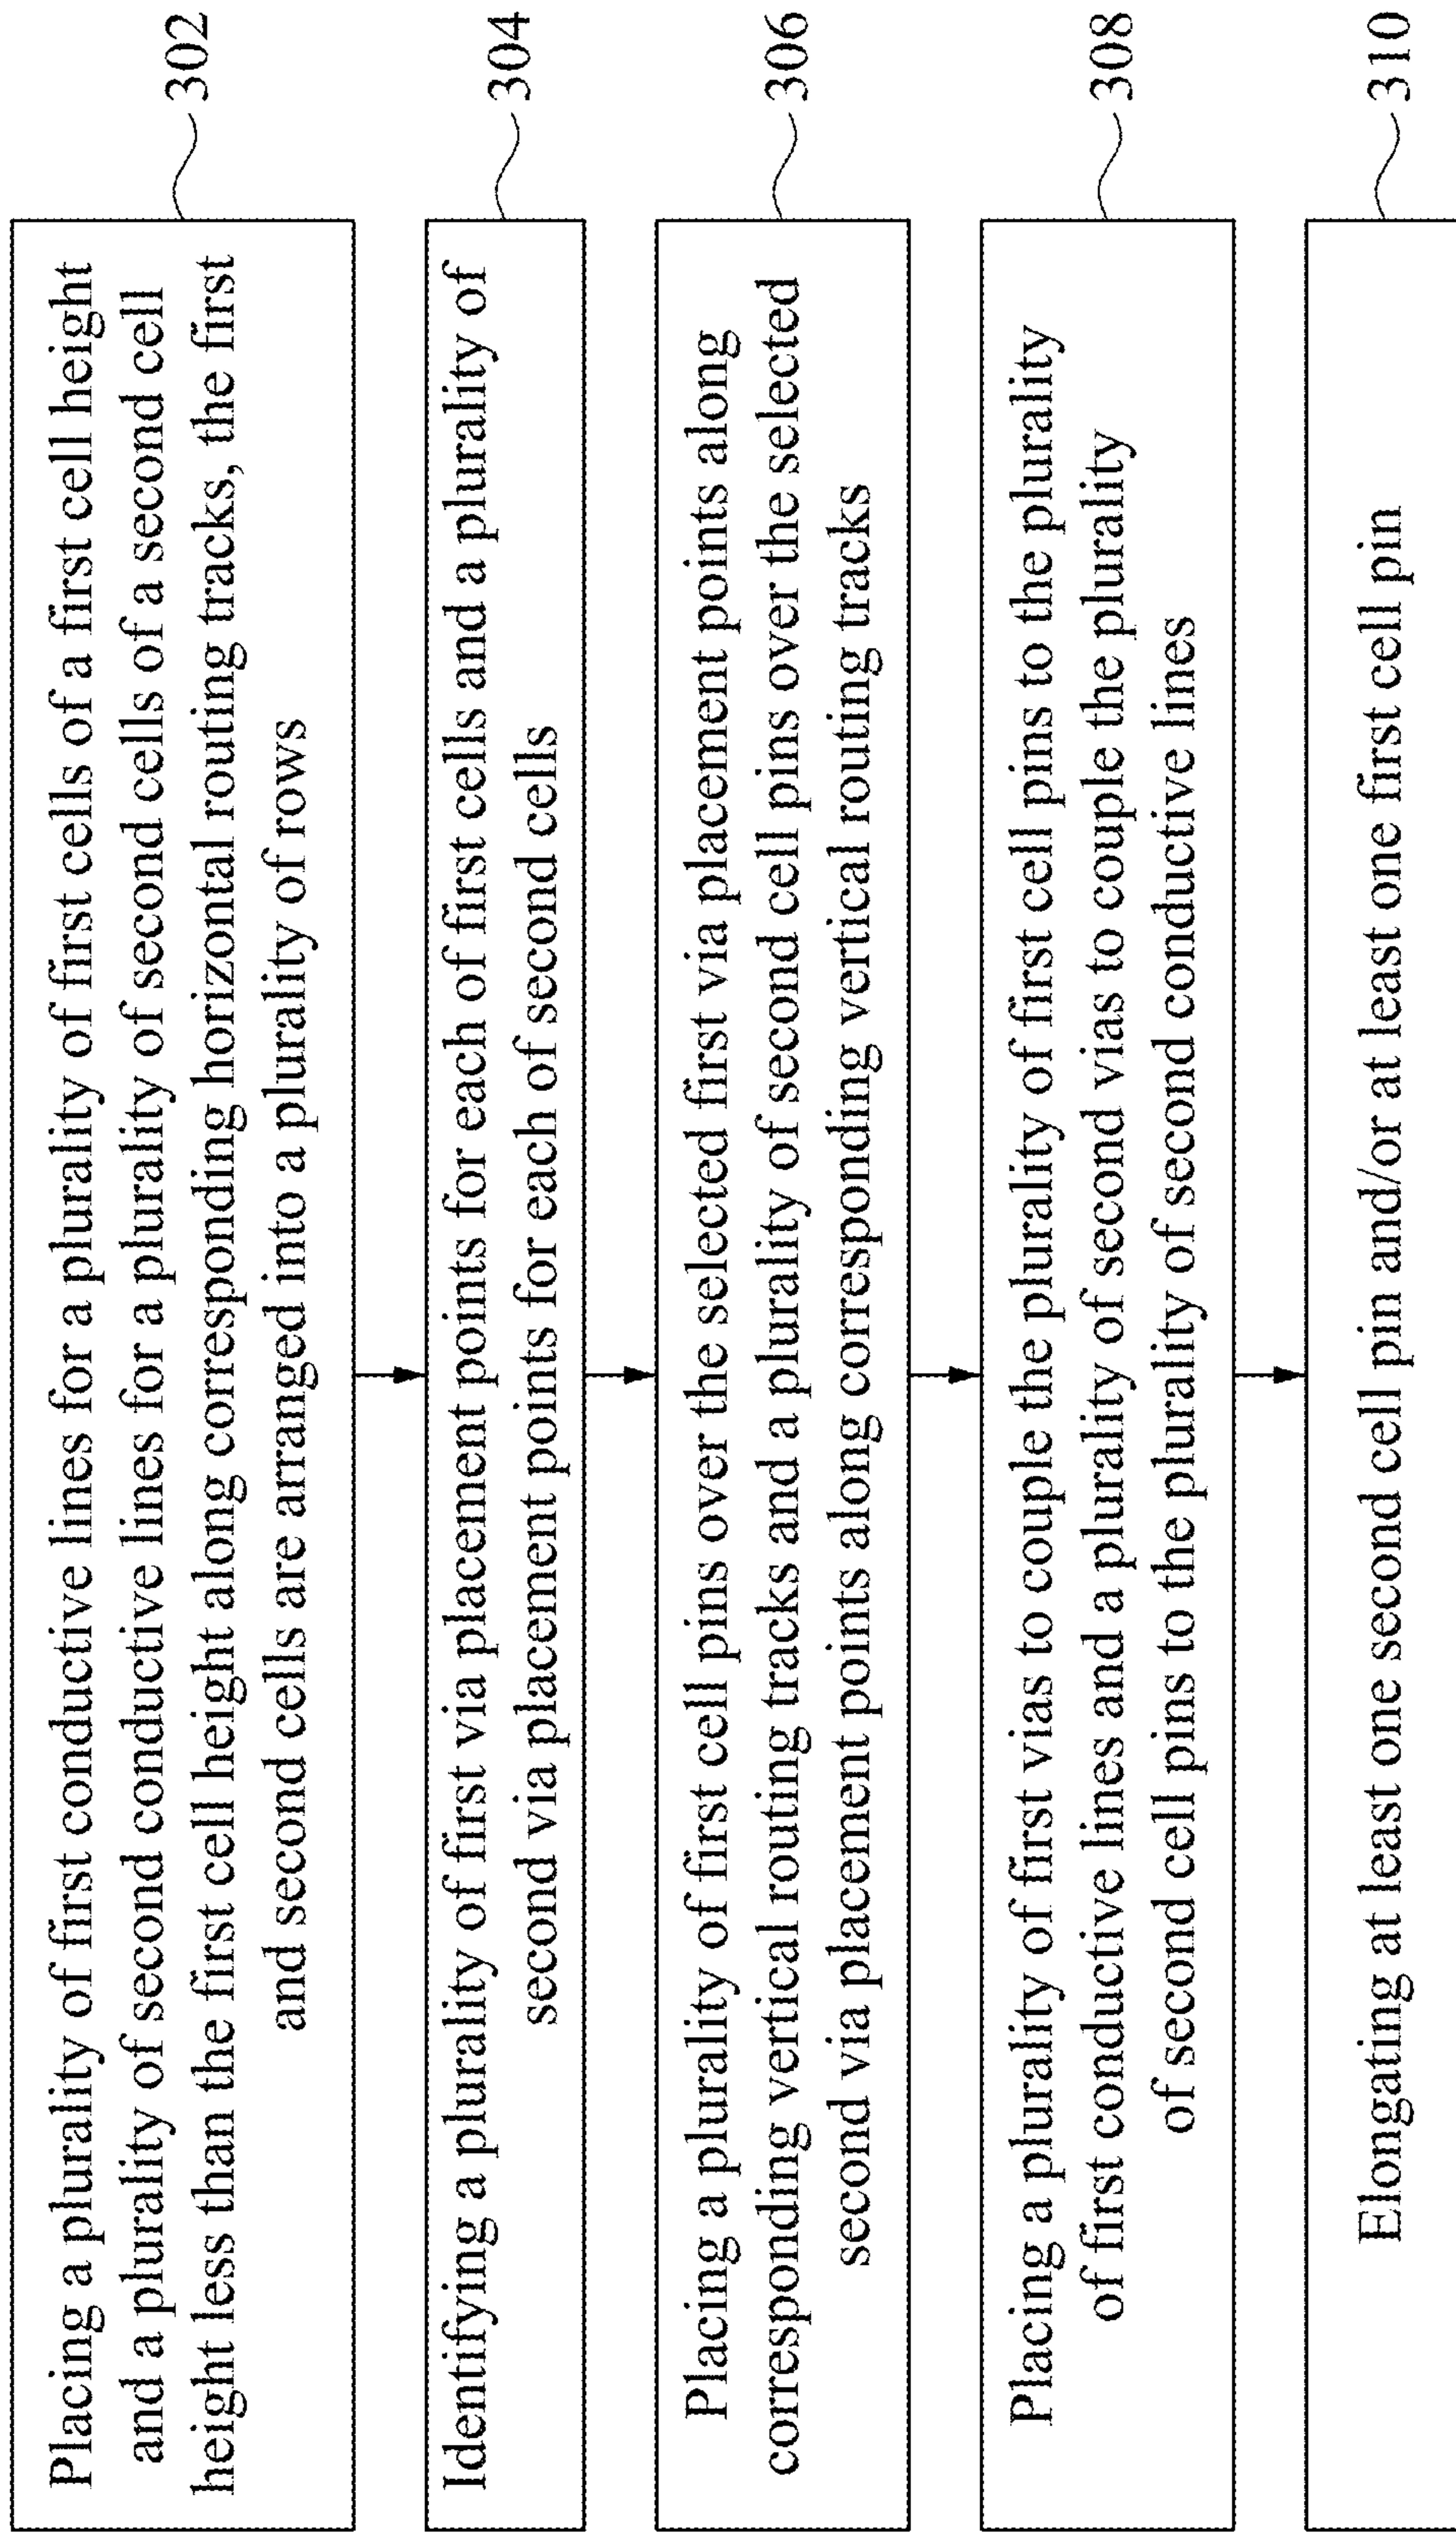 Placing a plurality of first conductive lines for a plurality of first cells of a first cell height
and a plurality of second conductive lines for a plurality of second cells of a second cell
height less than the first cell height along corresponding horizontal routing tracks, the first
and second cells are arranged into a plurality of rows
302
Identifying a plurality of first via placement points for each of first cells and a plurality of
second via placement points for each of second cells
304
Placing a plurality of first cell pins over the selected first via placement points along
corresponding vertical routing tracks and a plurality of second cell pins over the selected
second via placement points along corresponding vertical routing tracks
306
Placing a plurality of first vias to couple the plurality of first cell pins to the plurality
of first conductive lines and a plurality of second vias to couple the plurality
of second cell pins to the plurality of second conductive lines
308
Elongating at least one second cell pin and/or at least one first cell pin
310